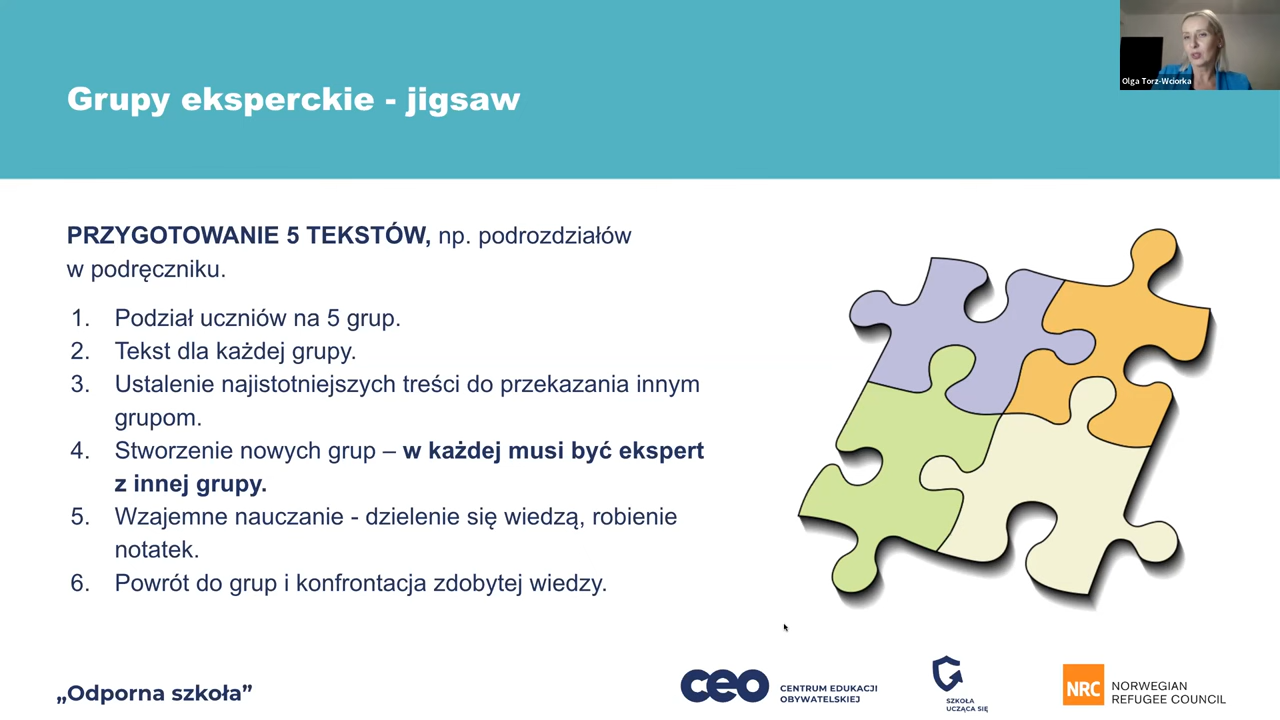 Olga Torz-Wciorka
Grupy eksperckie - jigsaw
PRZYGOTOWANIE 5 TEKSTÓW, np. podrozdziałów
w podręczniku.
1. Podział uczniów na 5 grup.
2. Tekst dla każdej grupy.
3. Ustalenie najistotniejszych treści do przekazania innym
grupom.
4. Stworzenie nowych grup – w każdej musi być ekspert
z innej grupy.
5. Wzajemne nauczanie - dzielenie się wiedzą, robienie
notatek.
6. Powrót do grup i konfrontacja zdobytej wiedzy.
„Odporna szkoła”
ceo CENTRUM EDUKACJI
OBYWATELSKIEJ
SZKOŁA
UCZĄCA SIĘ
NRC NORWEGIAN
REFUGEE COUNCIL